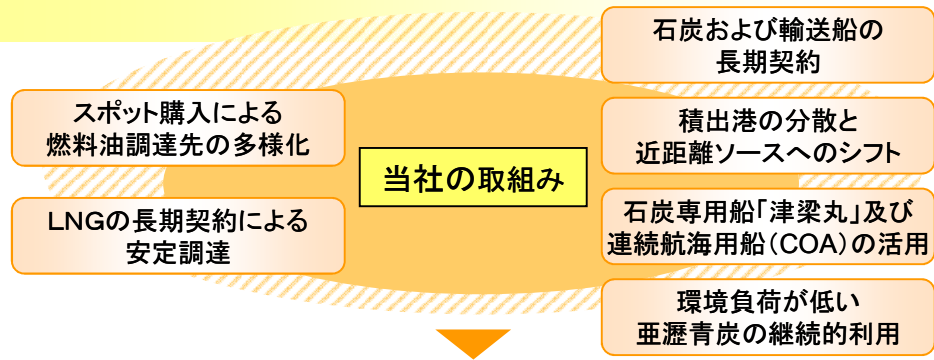 スポット購入による
燃料油調達先の多様化
LNGの長期契約による
安定調達
当社の取組み
石炭および輸送船の
長期契約
積出港の分散と
近距離ソースへのシフト
石炭専用船「津梁丸」及び
連続航海用船(COA)の活用
環境負荷が低い
亜瀝青炭の継続的利用